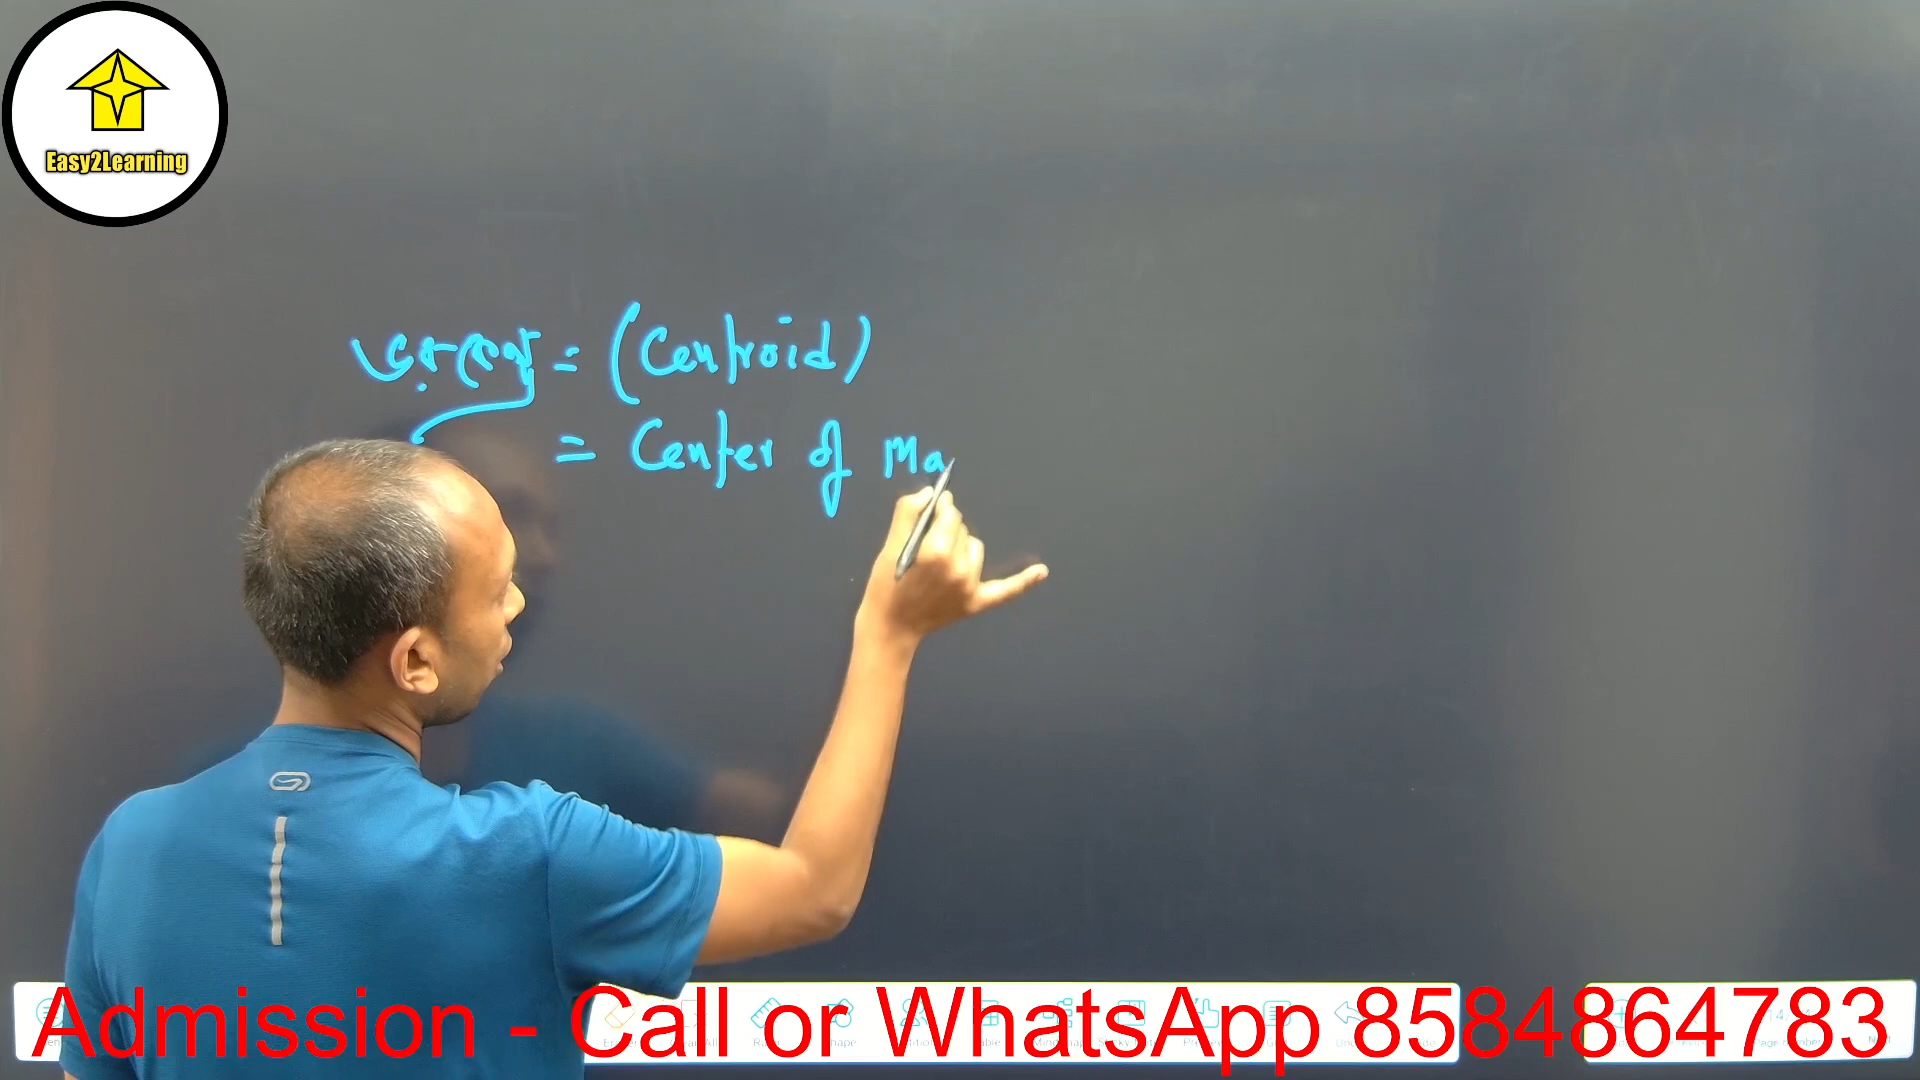 Easy2Learning
ভরকেন্দ্র = (Centroid)
= Center of Ma
Admission - Call or WhatsApp 8584864783